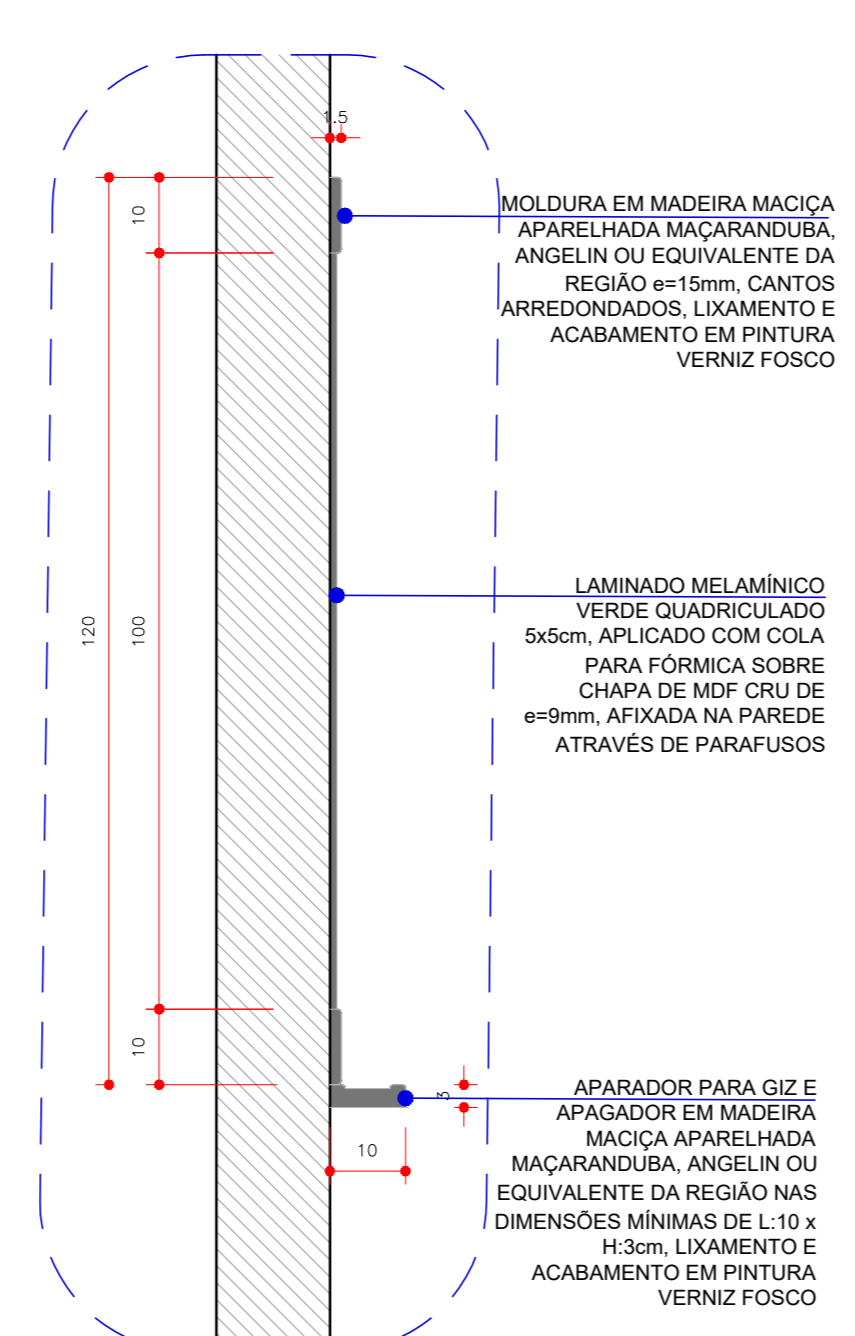 1.5
10
MOLDURA EM MADEIRA MACIÇA
APARELHADA MAÇARANDUBA,
ANGELIN OU EQUIVALENTE DA
REGIÃO e=15mm, CANTOS
ARREDONDADOS, LIXAMENTO E
ACABAMENTO EM PINTURA
VERNIZ FOSCO
120
100
LAMINADO MELAMÍNICO
VERDE QUADRICULADO
5x5cm, APLICADO COM COLA
PARA FÓRMICA SOBRE
CHAPA DE MDF CRU DE
e=9mm, AFIXADA NA PAREDE
ATRAVÉS DE PARAFUSOS
10
3
10
APARADOR PARA GIZ E
APAGADOR EM MADEIRA
MACIÇA APARELHADA
MAÇARANDUBA, ANGELIN OU
EQUIVALENTE DA REGIÃO NAS
DIMENSÕES MÍNIMAS DE L:10 x
H:3cm, LIXAMENTO E
ACABAMENTO EM PINTURA
VERNIZ FOSCO